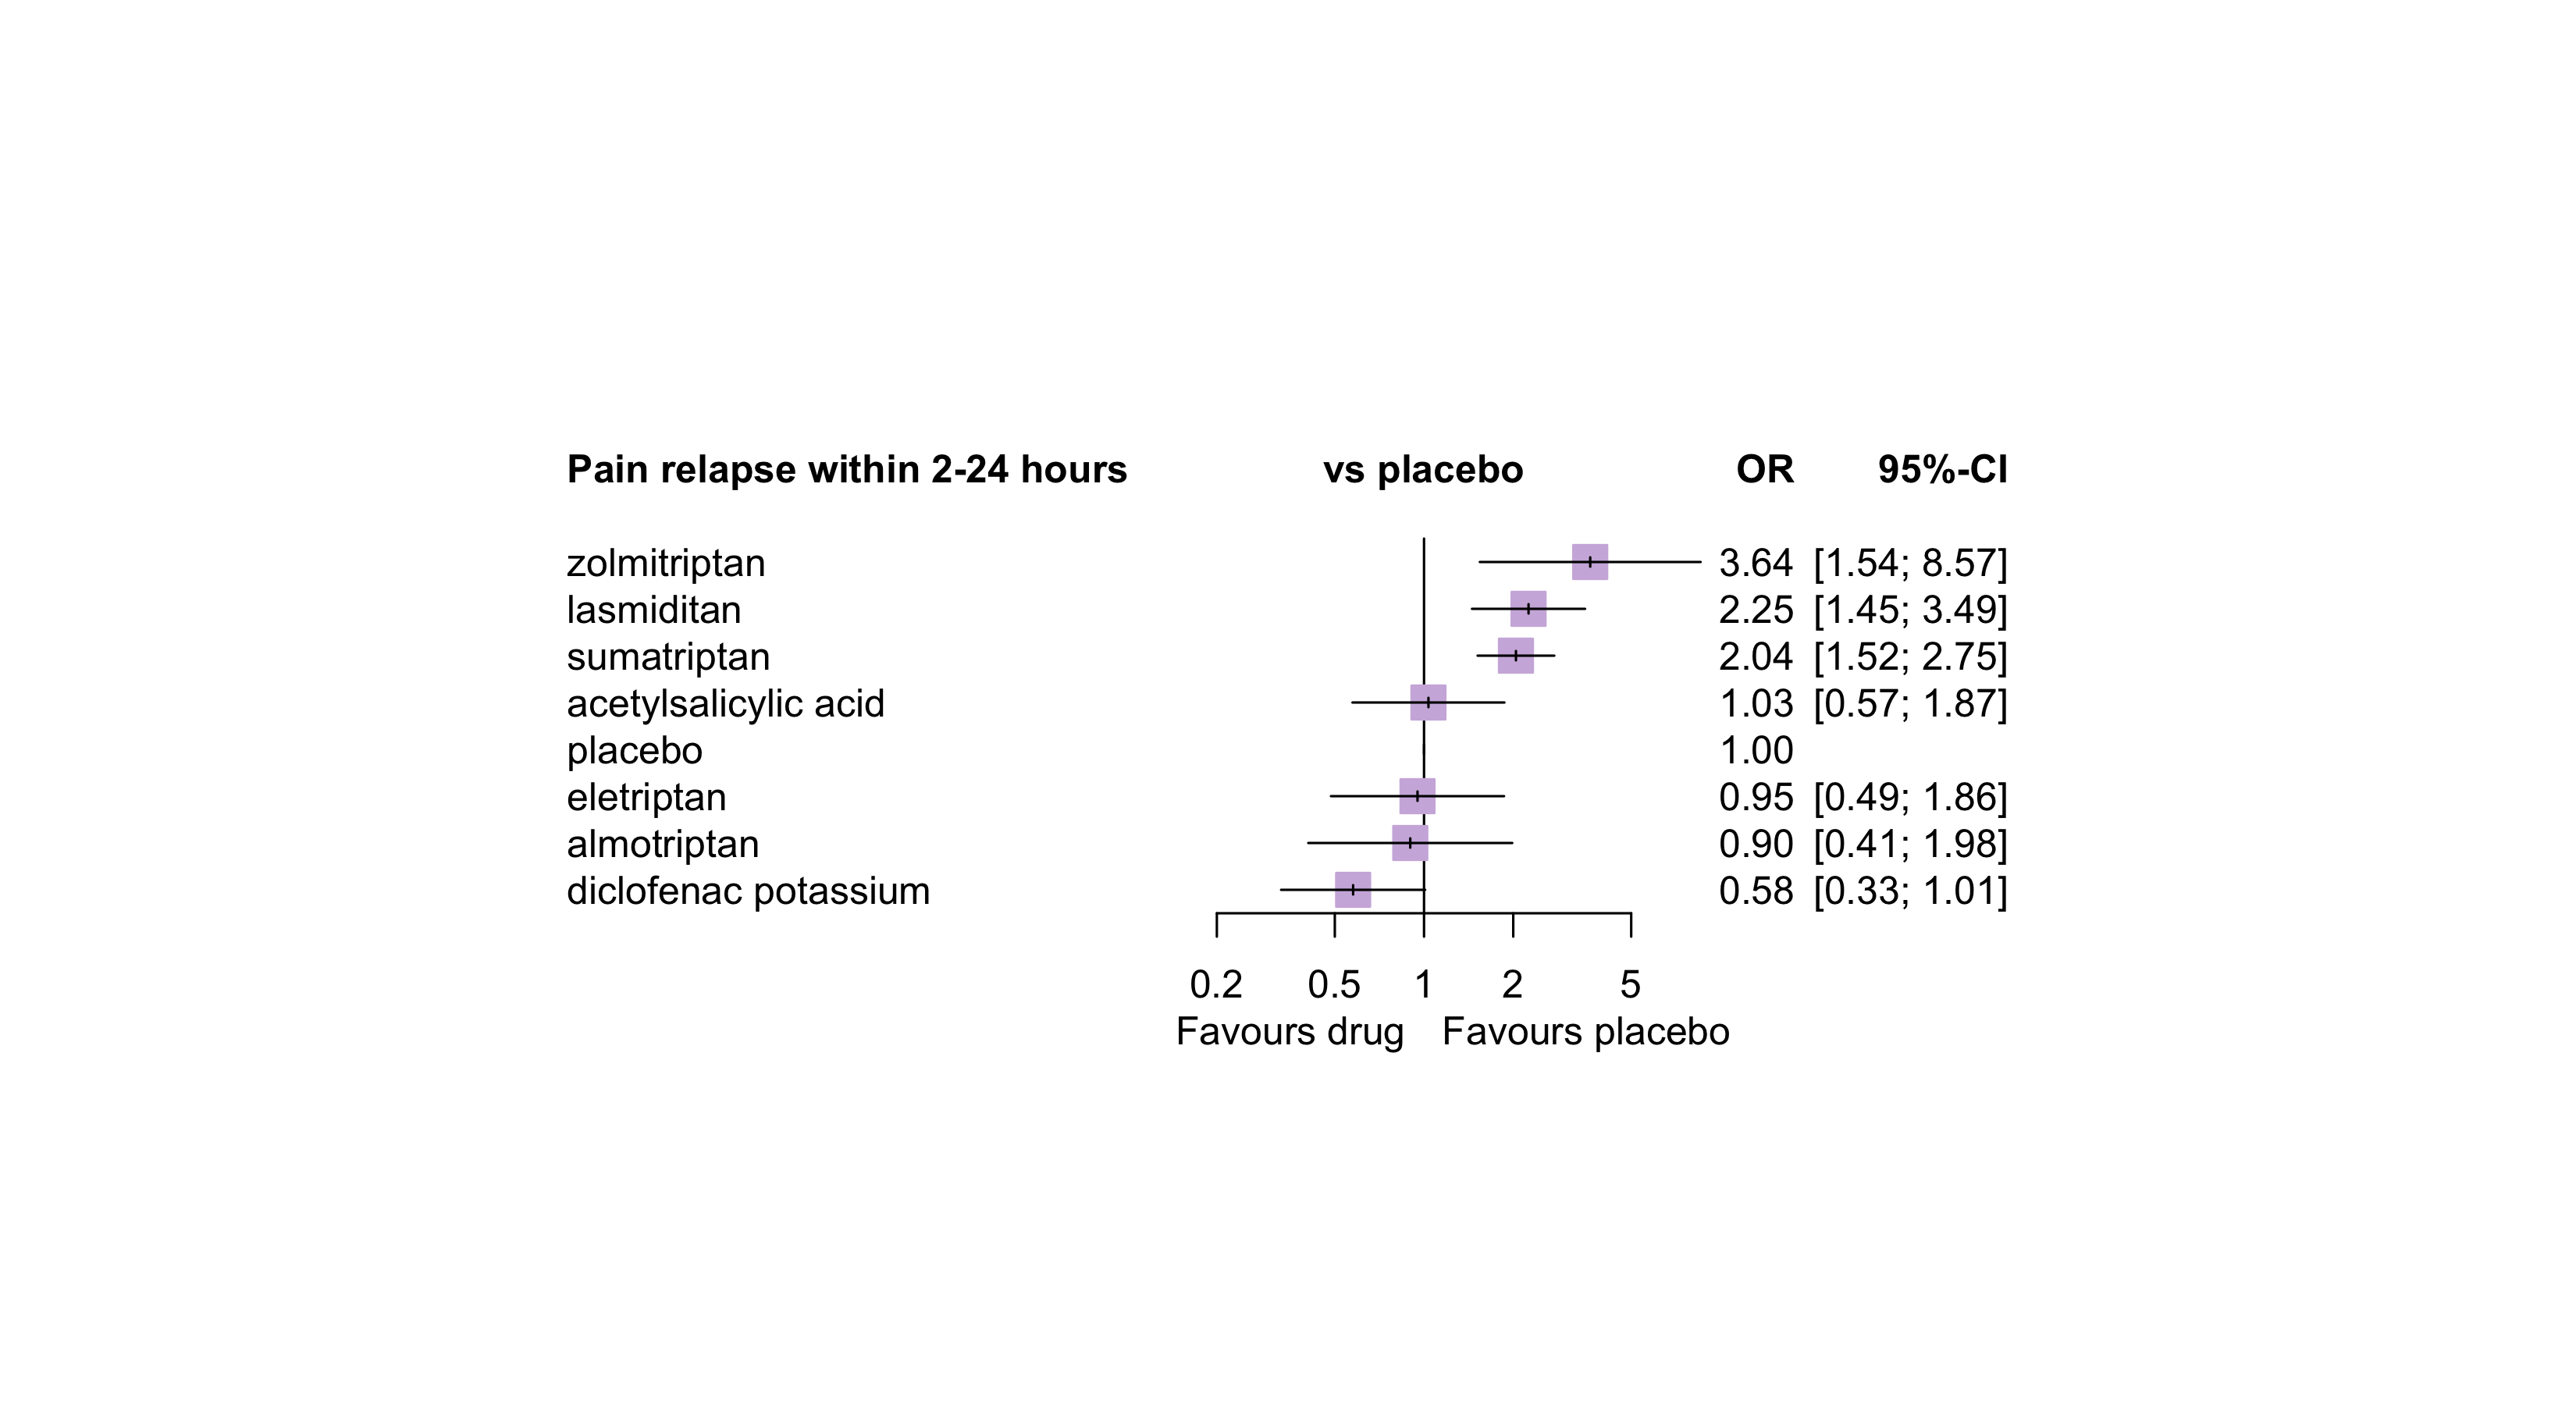 Pain relapse within 2-24 hours vs placebo OR 95%-CI
zolmitriptan 3.64 [1.54; 8.57]
lasmiditan 2.25 [1.45; 3.49]
sumatriptan 2.04 [1.52; 2.75]
acetylsalicylic acid 1.03 [0.57; 1.87]
placebo 1.00
eletriptan 0.95 [0.49; 1.86]
almotriptan 0.90 [0.41; 1.98]
diclofenac potassium 0.58 [0.33; 1.01]
0.2 0.5 1 2 5
Favours drug Favours placebo